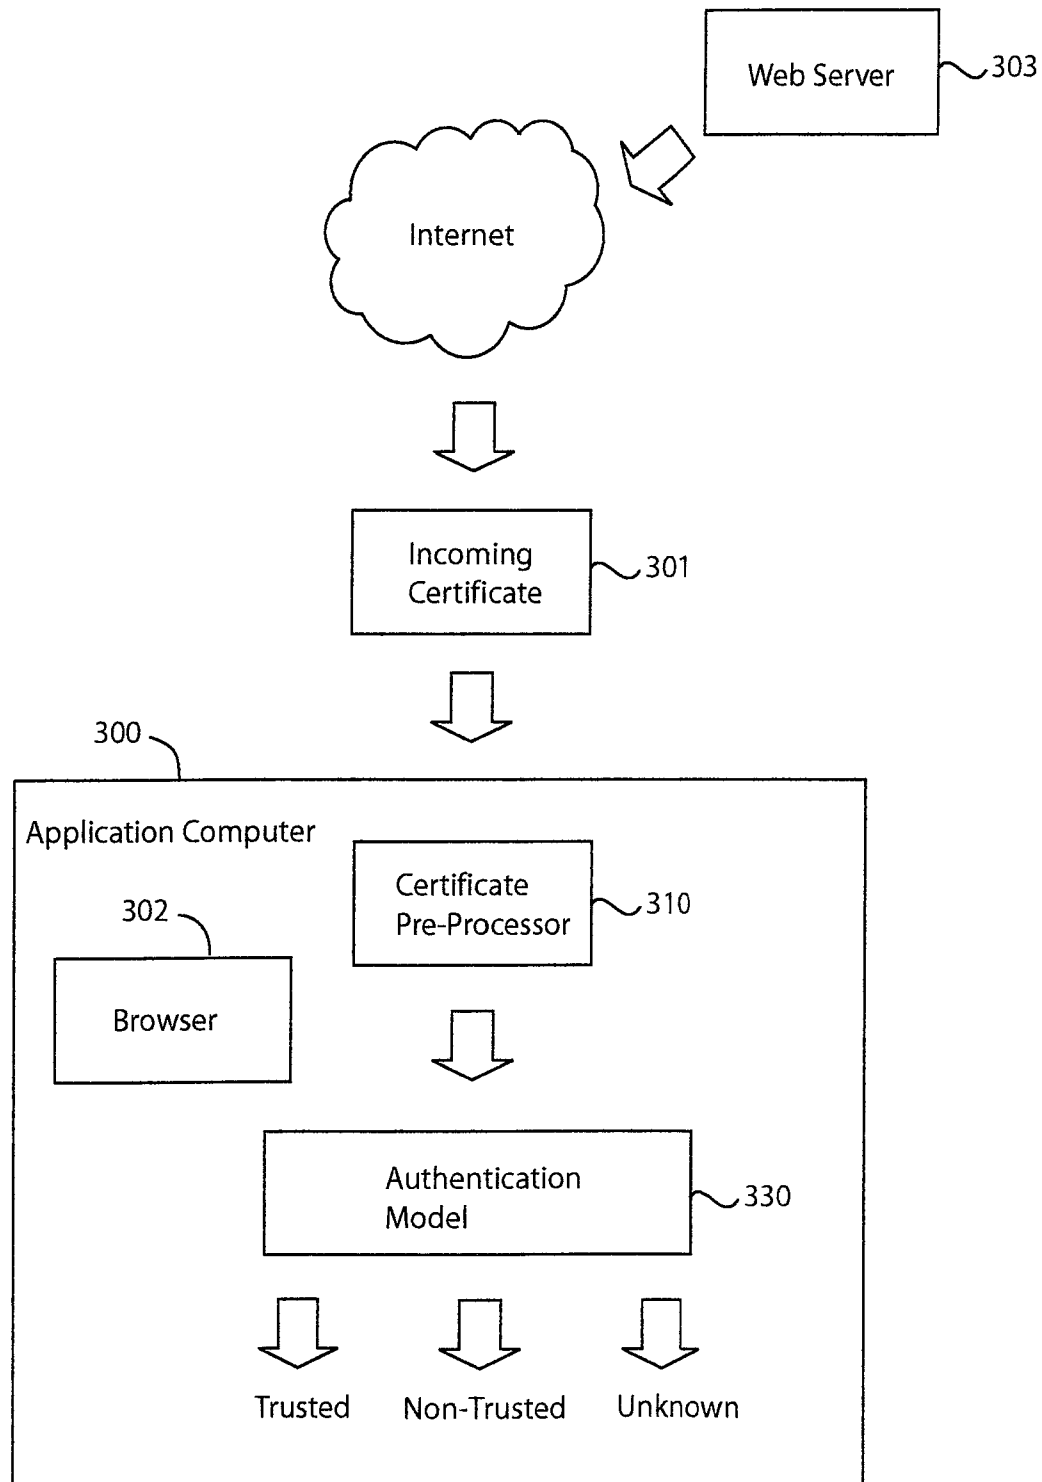 Web Server
303
Internet
Incoming
Certificate
301
300
Application Computer
Certificate
Pre-Processor
310
302
Browser
Authentication
Model
330
Trusted
Non-Trusted
Unknown